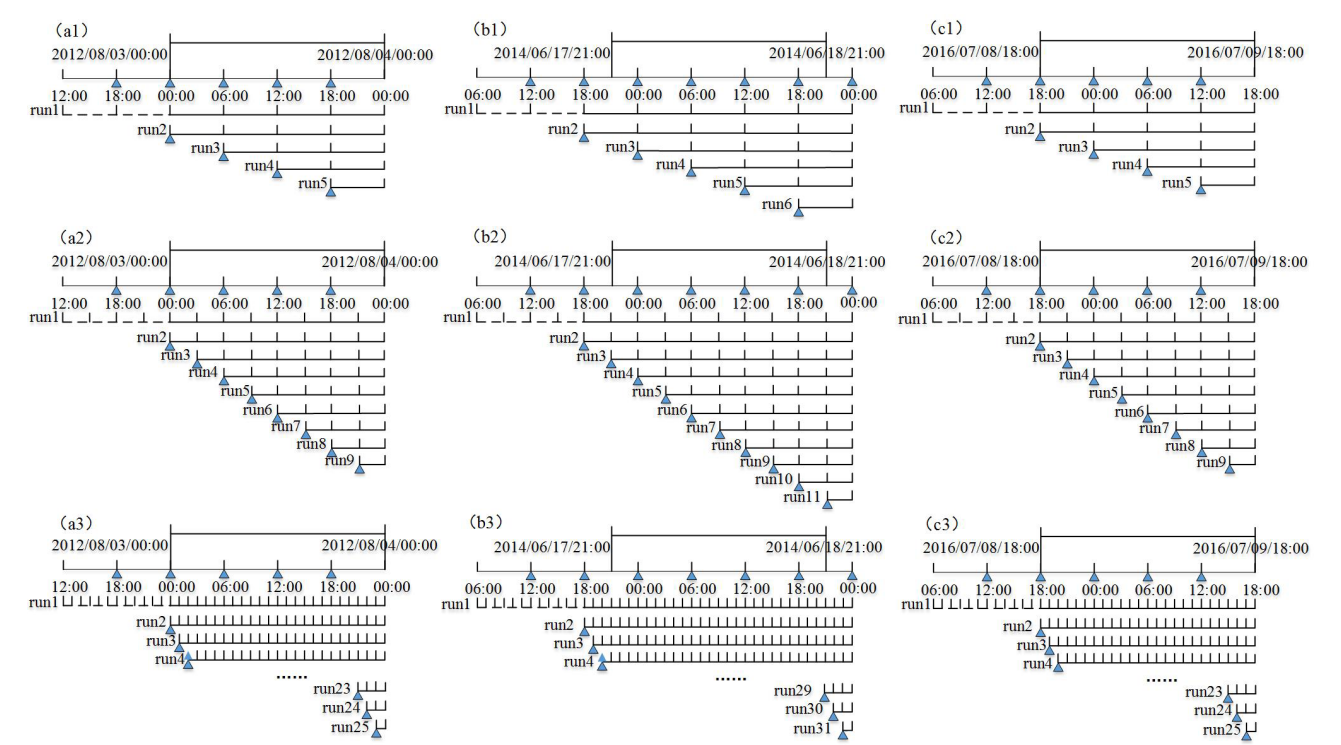 （a1）
2012/08/03/00:00 2012/08/04/00:00
12:00 18:00 00:00 06:00 12:00 18:00 00:00
run1
run2
run3
run4
run5
（b1）
2014/06/17/21:00 2014/06/18/21:00
06:00 12:00 18:00 00:00 06:00 12:00 18:00 00:00
run1
run2
run3
run4
run5
run6
（c1）
2016/07/08/18:00 2016/07/09/18:00
06:00 12:00 18:00 00:00 06:00 12:00 18:00
run1
run2
run3
run4
run5
（a2）
2012/08/03/00:00 2012/08/04/00:00
12:00 18:00 00:00 06:00 12:00 18:00 00:00
run1
run2
run3
run4
run5
run6
run7
run8
run9
（b2）
2014/06/17/21:00 2014/06/18/21:00
06:00 12:00 18:00 00:00 06:00 12:00 18:00 00:00
run1
run2
run3
run4
run5
run6
run7
run8
run9
run10
run11
（c2）
2016/07/08/18:00 2016/07/09/18:00
06:00 12:00 18:00 00:00 06:00 12:00 18:00
run1
run2
run3
run4
run5
run6
run7
run8
run9
（a3）
2012/08/03/00:00 2012/08/04/00:00
12:00 18:00 00:00 06:00 12:00 18:00 00:00
run1
run2
run3
run4
......
run23
run24
run25
（b3）
2014/06/17/21:00 2014/06/18/21:00
06:00 12:00 18:00 00:00 06:00 12:00 18:00 00:00
run1
run2
run3
run4
......
run29
run30
run31
（c3）
2016/07/08/18:00 2016/07/09/18:00
06:00 12:00 18:00 00:00 06:00 12:00 18:00
run1
run2
run3
run4
......
run23
run24
run25